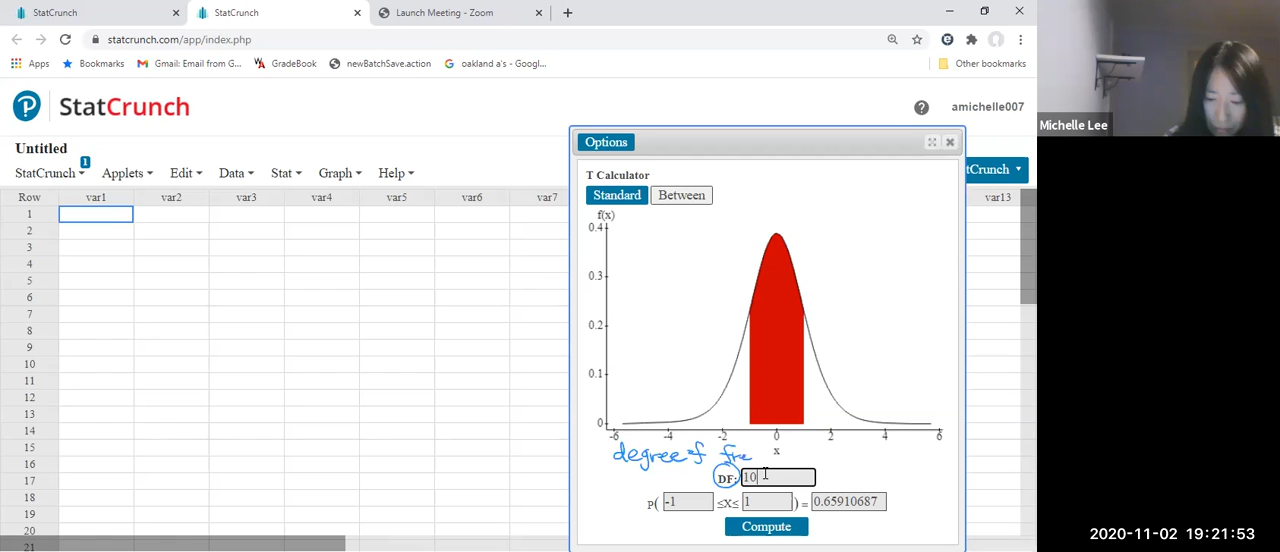 StatCrunch
StatCrunch
Launch Meeting - Zoom
statcrunch.com/app/index.php
Apps
Bookmarks
Gmail: Email from G...
GradeBook
newBatchSave.action
oakland a's - Googl...
Other bookmarks
P StatCrunch
? amichelle007
Michelle Lee
Untitled
StatCrunch 1 Applets Edit Data Stat Graph Help
tCrunch
Row var1 var2 var3 var4 var5 var6 var7 var13
1
2
3
4
5
6
7
8
9
10
11
12
13
14
15
16
17
18
19
20
21
Options
T Calculator
Standard Between
f(x)
0.4
0.3
0.2
0.1
0
-6 -4 -2 0 2 4 6
x
degree of fre
DF: 10
P( -1 ≤X≤ 1 ) = 0.65910687
Compute
2020-11-02 19:21:53